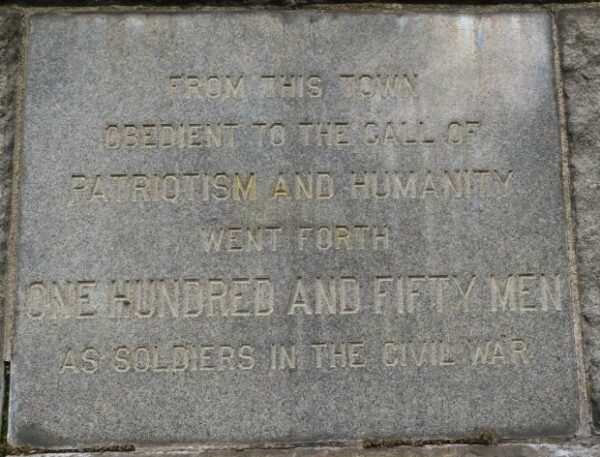 FROM THIS TOWN
OBEDIENT TO THE CALL OF
PATRIOTISM AND HUMANITY
WENT FORTH
ONE HUNDRED AND FIFTY MEN
AS SOLDIERS IN THE CIVIL WAR